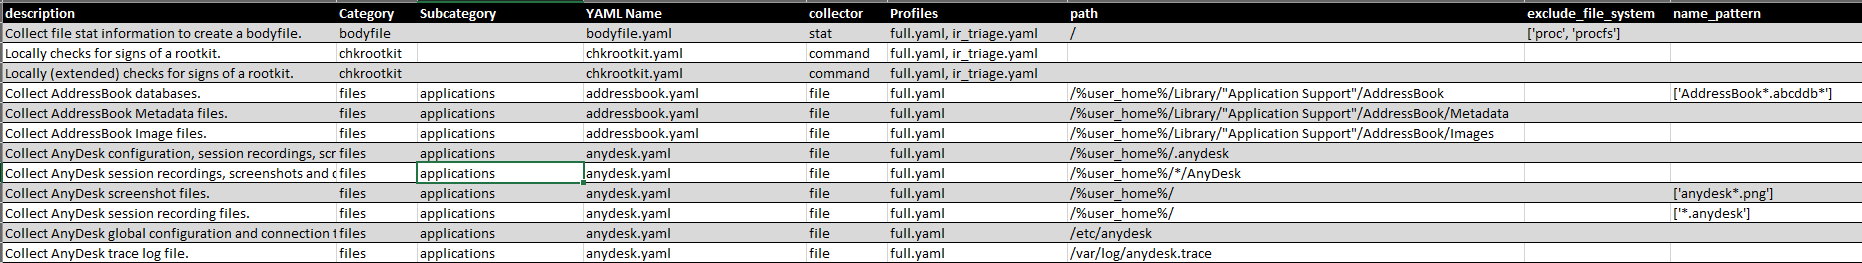 description Category Subcategory YAML Name collector Profiles path exclude_file_system name_pattern
Collect file stat information to create a bodyfile. bodyfile bodyfile.yaml stat full.yaml, ir_triage.yaml / ['proc', 'procfs']
Locally checks for signs of a rootkit. chkrootkit chkrootkit.yaml command full.yaml, ir_triage.yaml
Locally (extended) checks for signs of a rootkit. chkrootkit chkrootkit.yaml command full.yaml, ir_triage.yaml
Collect AddressBook databases. files applications addressbook.yaml file full.yaml /%user_home%/Library/"Application Support"/AddressBook ['AddressBook*.abcddb*']
Collect AddressBook Metadata files. files applications addressbook.yaml file full.yaml /%user_home%/Library/"Application Support"/AddressBook/Metadata
Collect AddressBook Image files. files applications addressbook.yaml file full.yaml /%user_home%/Library/"Application Support"/AddressBook/Images
Collect AnyDesk configuration, session recordings, scr files applications anydesk.yaml file full.yaml /%user_home%/.anydesk
Collect AnyDesk session recordings, screenshots and c files applications anydesk.yaml file full.yaml /%user_home%/*/AnyDesk
Collect AnyDesk screenshot files. files applications anydesk.yaml file full.yaml /%user_home%/ ['anydesk*.png']
Collect AnyDesk session recording files. files applications anydesk.yaml file full.yaml /%user_home%/ ['*.anydesk']
Collect AnyDesk global configuration and connection t files applications anydesk.yaml file full.yaml /etc/anydesk
Collect AnyDesk trace log file. files applications anydesk.yaml file full.yaml /var/log/anydesk.trace